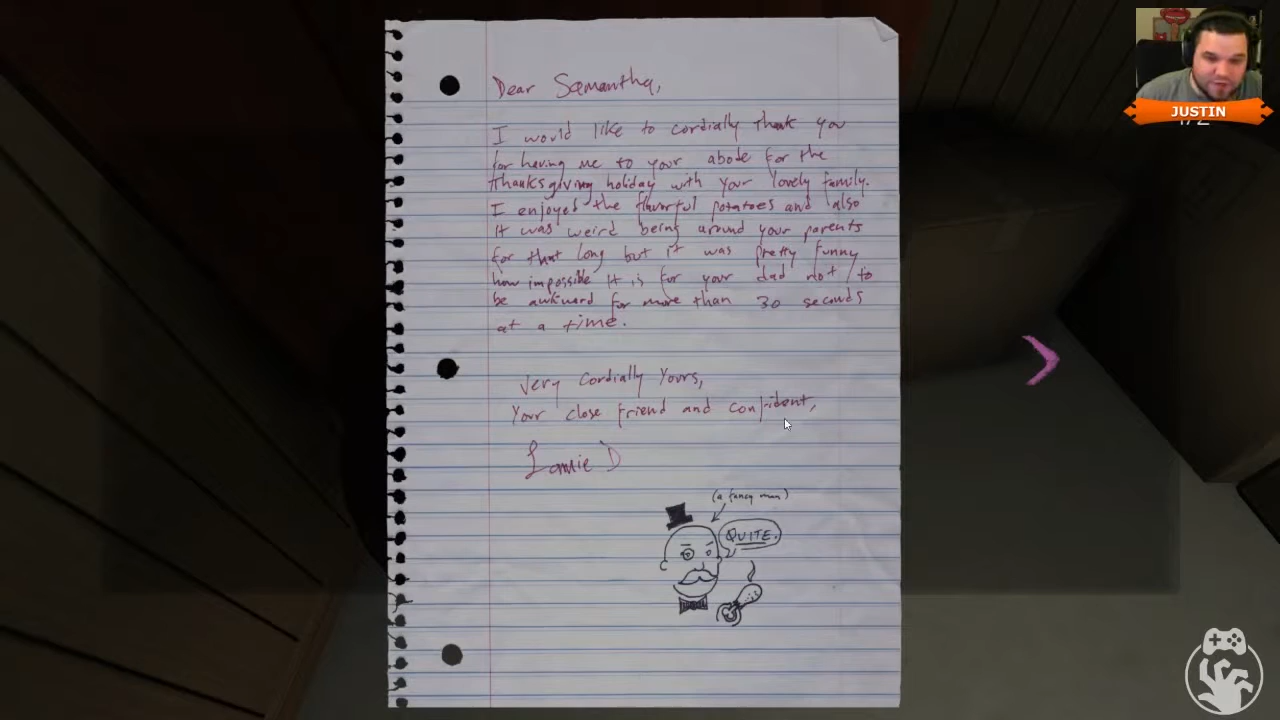 JUSTIN
Dear Samantha,
I would like to cordially thank you
for having me to your abode for the
thanksgiving holiday with your lovely family.
I enjoyed the flavorful potatoes and also
it was weird being around your parents
for that long but it was pretty funny
how impossible it is for your dad not to
be awkward for more than 30 seconds
at a time.
Very Cordially Yours,
Your close friend and confident,
Lonnie D
(a fancy man)
QUITE.